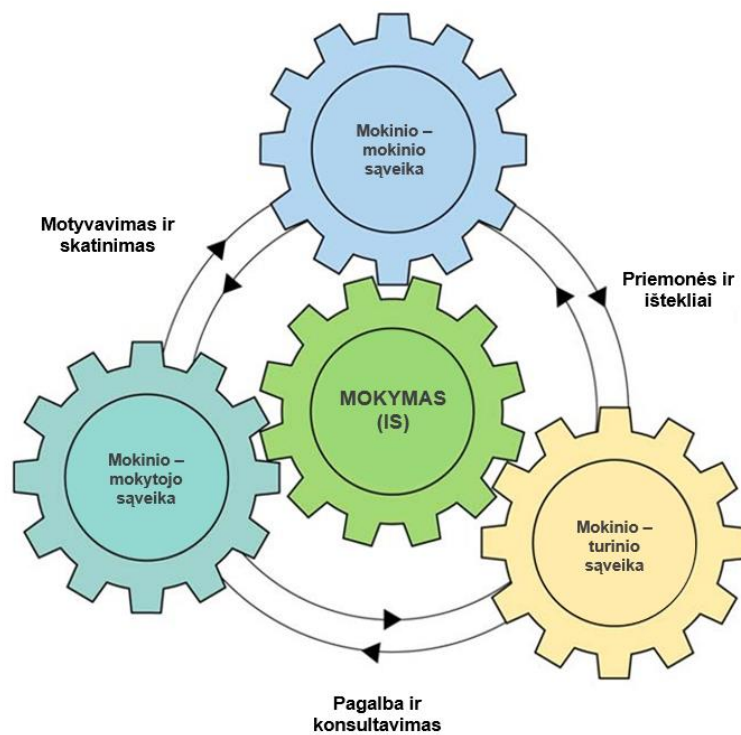 Mokinio –
mokinio
sąveika
Motyvavimas ir
skatinimas
Priemonės ir
ištekliai
MOKYMAS
(IS)
Mokinio –
mokytojo
sąveika
Mokinio –
turinio
sąveika
Pagalba ir
konsultavimas